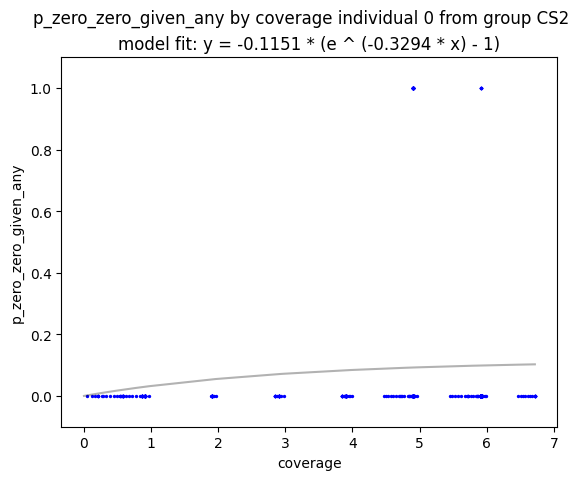 p_zero_zero_given_any by coverage individual 0 from group CS2
model fit: y = -0.1151 * (e ^ (-0.3294 * x) - 1)
p_zero_zero_given_any
1.0
0.8
0.6
0.4
0.2
0.0
0 1 2 3 4 5 6 7
coverage